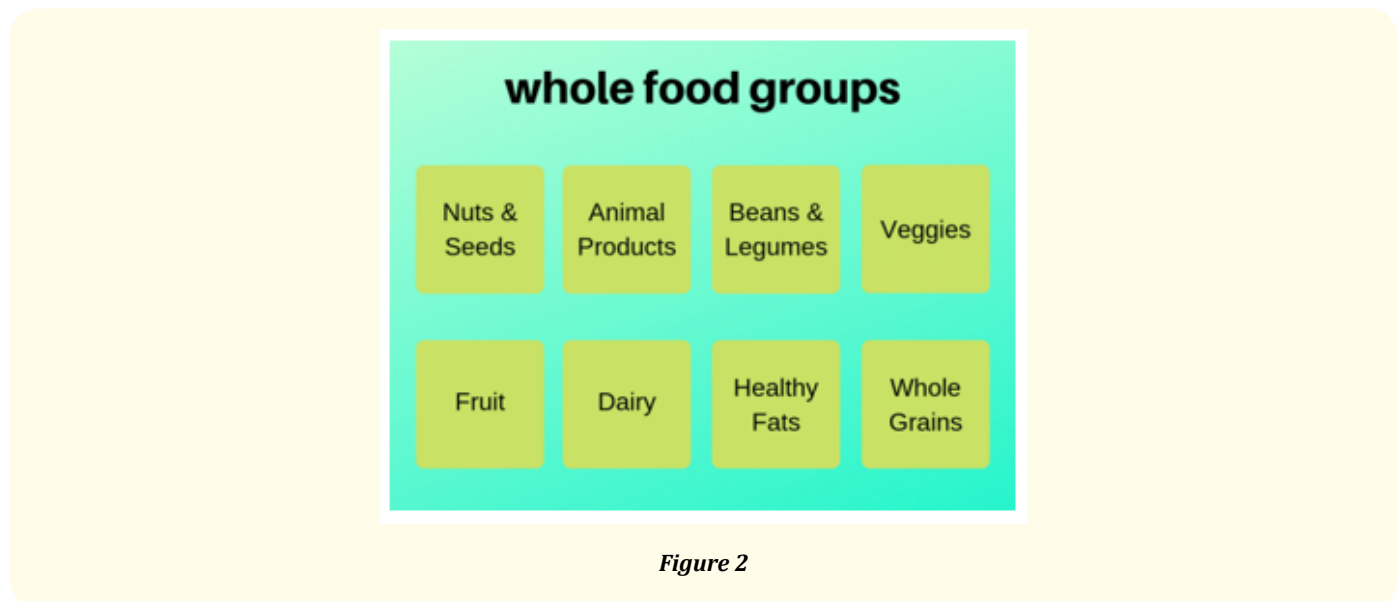 whole food groups
Nuts &
Seeds
Animal
Products
Beans &
Legumes
Veggies
Fruit
Dairy
Healthy
Fats
Whole
Grains
Figure 2